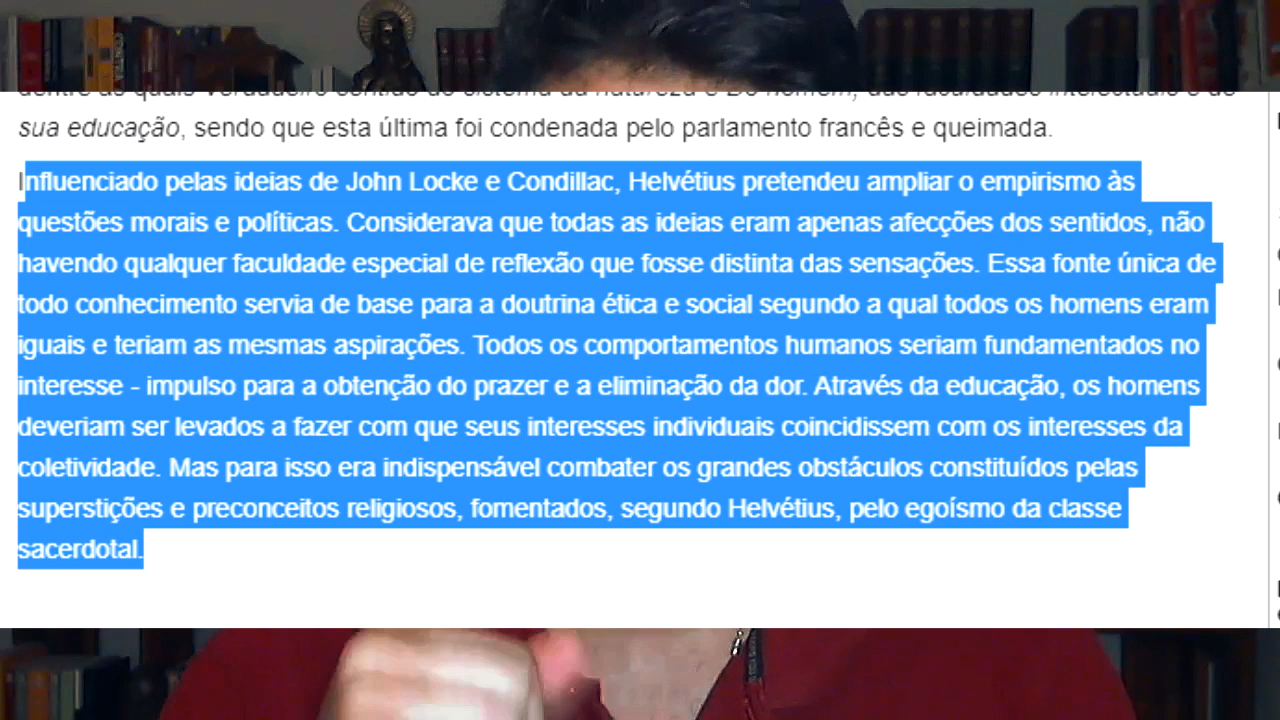 sua educação, sendo que esta última foi condenada pelo parlamento francês e queimada.
Influenciado pelas ideias de John Locke e Condillac, Helvétius pretendeu ampliar o empirismo às
questões morais e políticas. Considerava que todas as ideias eram apenas afecções dos sentidos, não
havendo qualquer faculdade especial de reflexão que fosse distinta das sensações. Essa fonte única de
todo conhecimento servia de base para a doutrina ética e social segundo a qual todos os homens eram
iguais e teriam as mesmas aspirações. Todos os comportamentos humanos seriam fundamentados no
interesse - impulso para a obtenção do prazer e a eliminação da dor. Através da educação, os homens
deveriam ser levados a fazer com que seus interesses individuais coincidissem com os interesses da
coletividade. Mas para isso era indispensável combater os grandes obstáculos constituídos pelas
superstições e preconceitos religiosos, fomentados, segundo Helvétius, pelo egoísmo da classe
sacerdotal.